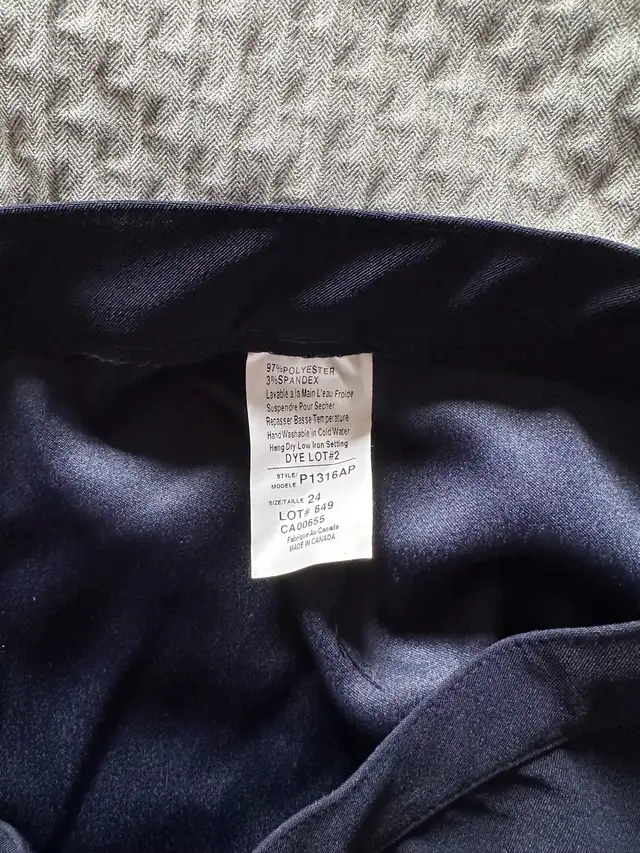 97%POLYESTER
3%SPANDEX
Lavable a la Main L'eau Froide
Suspendre Pour Secher
Repasser Basse Temperature
Hand Washable in Cold Water
Hang Dry Low Iron Setting
DYE LOT#2
STYLE/
MODELE P1316AP
SIZE/TAILLE 24
LOT# 649
CA00655
Fabrique Au Canada
MADE IN CANADA